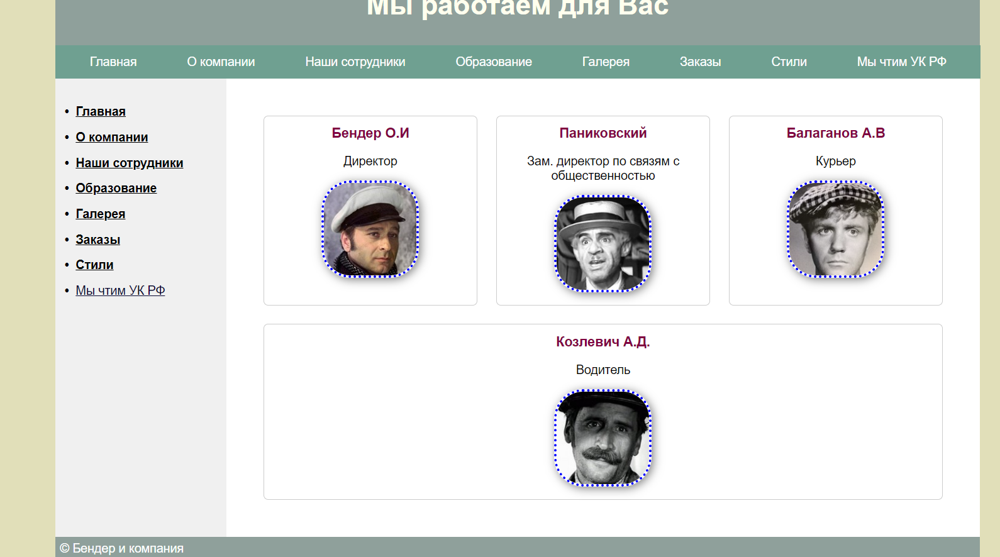 Мы работаем для Вас
Главная О компании Наши сотрудники Образование Галерея Заказы Стили Мы чтим УК РФ
• Главная
• О компании
• Наши сотрудники
• Образование
• Галерея
• Заказы
• Стили
• Мы чтим УК РФ
Бендер О.И
Директор
Паниковский
Зам. директор по связям с
общественностью
Балаганов А.В
Курьер
Козлевич А.Д.
Водитель
© Бендер и компания